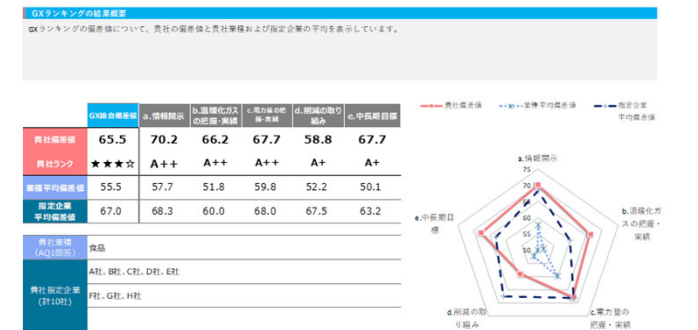 GXランキングの結果概要
GXランキングの偏差値について、貴社の偏差値と貴社業種および指定企業の平均を表示しています。
GX総合偏差値 a.情報開示 b.温暖化ガスの把握・実績 c.電力量の把握・実績 d.削減の取り組み e.中長期目標
貴社偏差値 65.5 70.2 66.2 67.7 58.8 67.7
貴社ランク ★★★☆ A++ A++ A++ A+ A+
業種平均偏差値 55.5 57.7 51.8 59.8 52.2 50.1
指定企業
平均偏差値 67.0 68.3 60.0 68.0 67.5 63.2
貴社業種
(AQ1回答) 食品
貴社指定企業
(計10社)
A社、B社、C社、D社、E社
F社、G社、H社
貴社偏差値 業種平均偏差値 指定企業
平均偏差値
a.情報開示
75
70
65
60
55
50
b.温暖化ガ
スの把握・
実績
c.電力量の
把握・実績
d.削減の取
り組み
e.中長期目
標